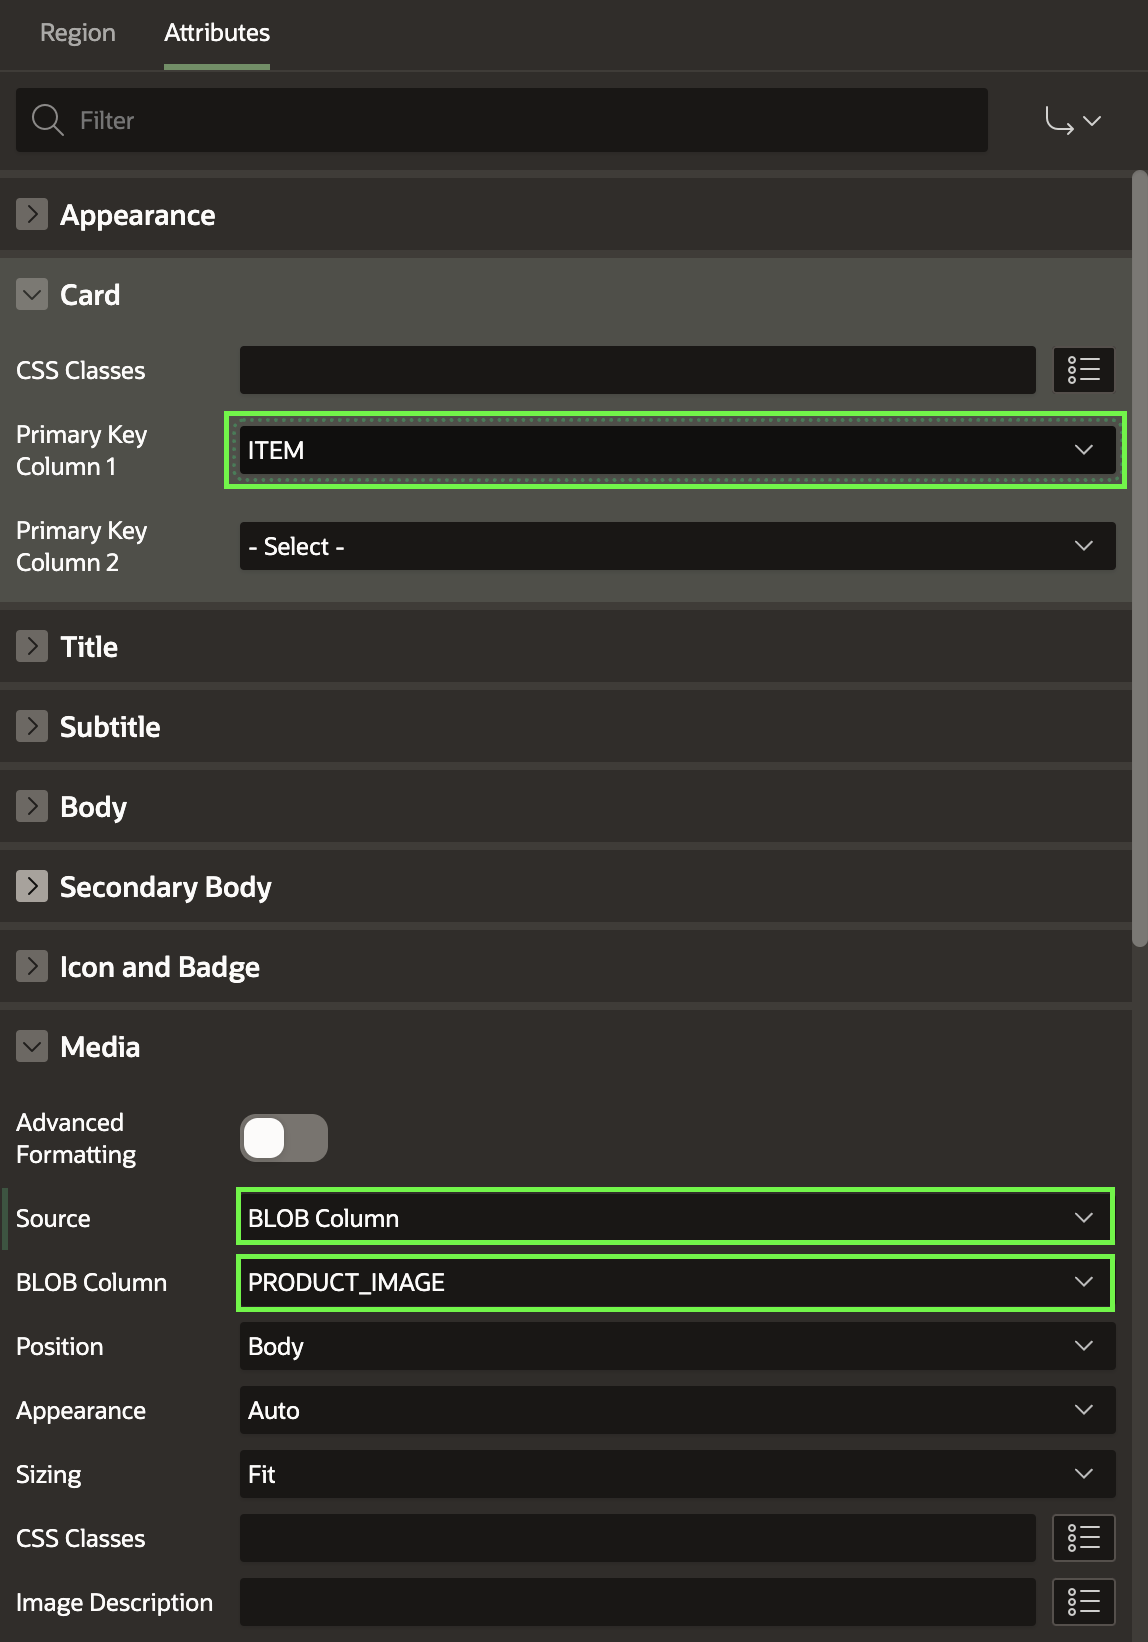 Region Attributes
Filter
Appearance
Card
CSS Classes
Primary Key
Column 1
ITEM
Primary Key
Column 2
- Select -
Title
Subtitle
Body
Secondary Body
Icon and Badge
Media
Advanced
Formatting
Source BLOB Column
BLOB Column PRODUCT_IMAGE
Position Body
Appearance Auto
Sizing Fit
CSS Classes
Image Description